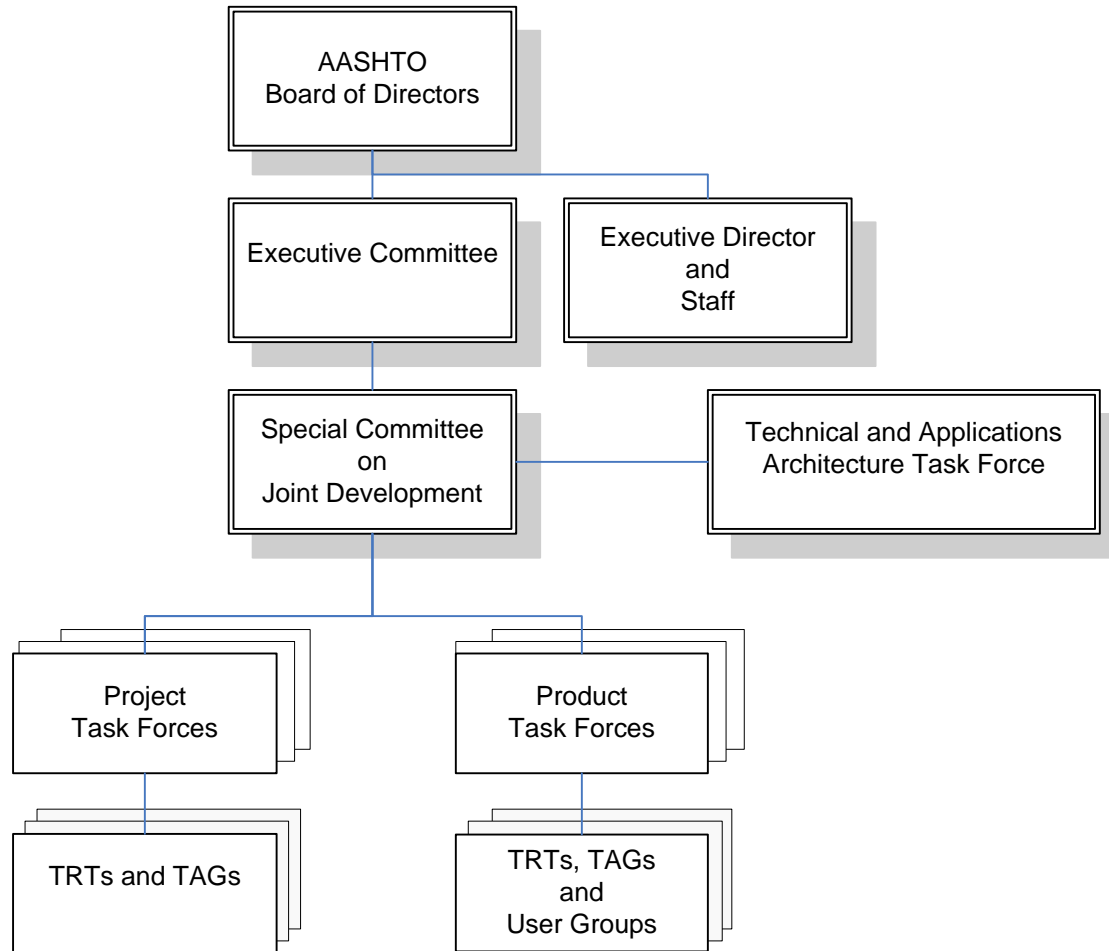 AASHTO
Board of Directors
Executive Committee
Executive Director
and
Staff
Special Committee
on
Joint Development
Technical and Applications
Architecture Task Force
Project
Task Forces
Product
Task Forces
TRTs and TAGs
TRTs, TAGs
and
User Groups